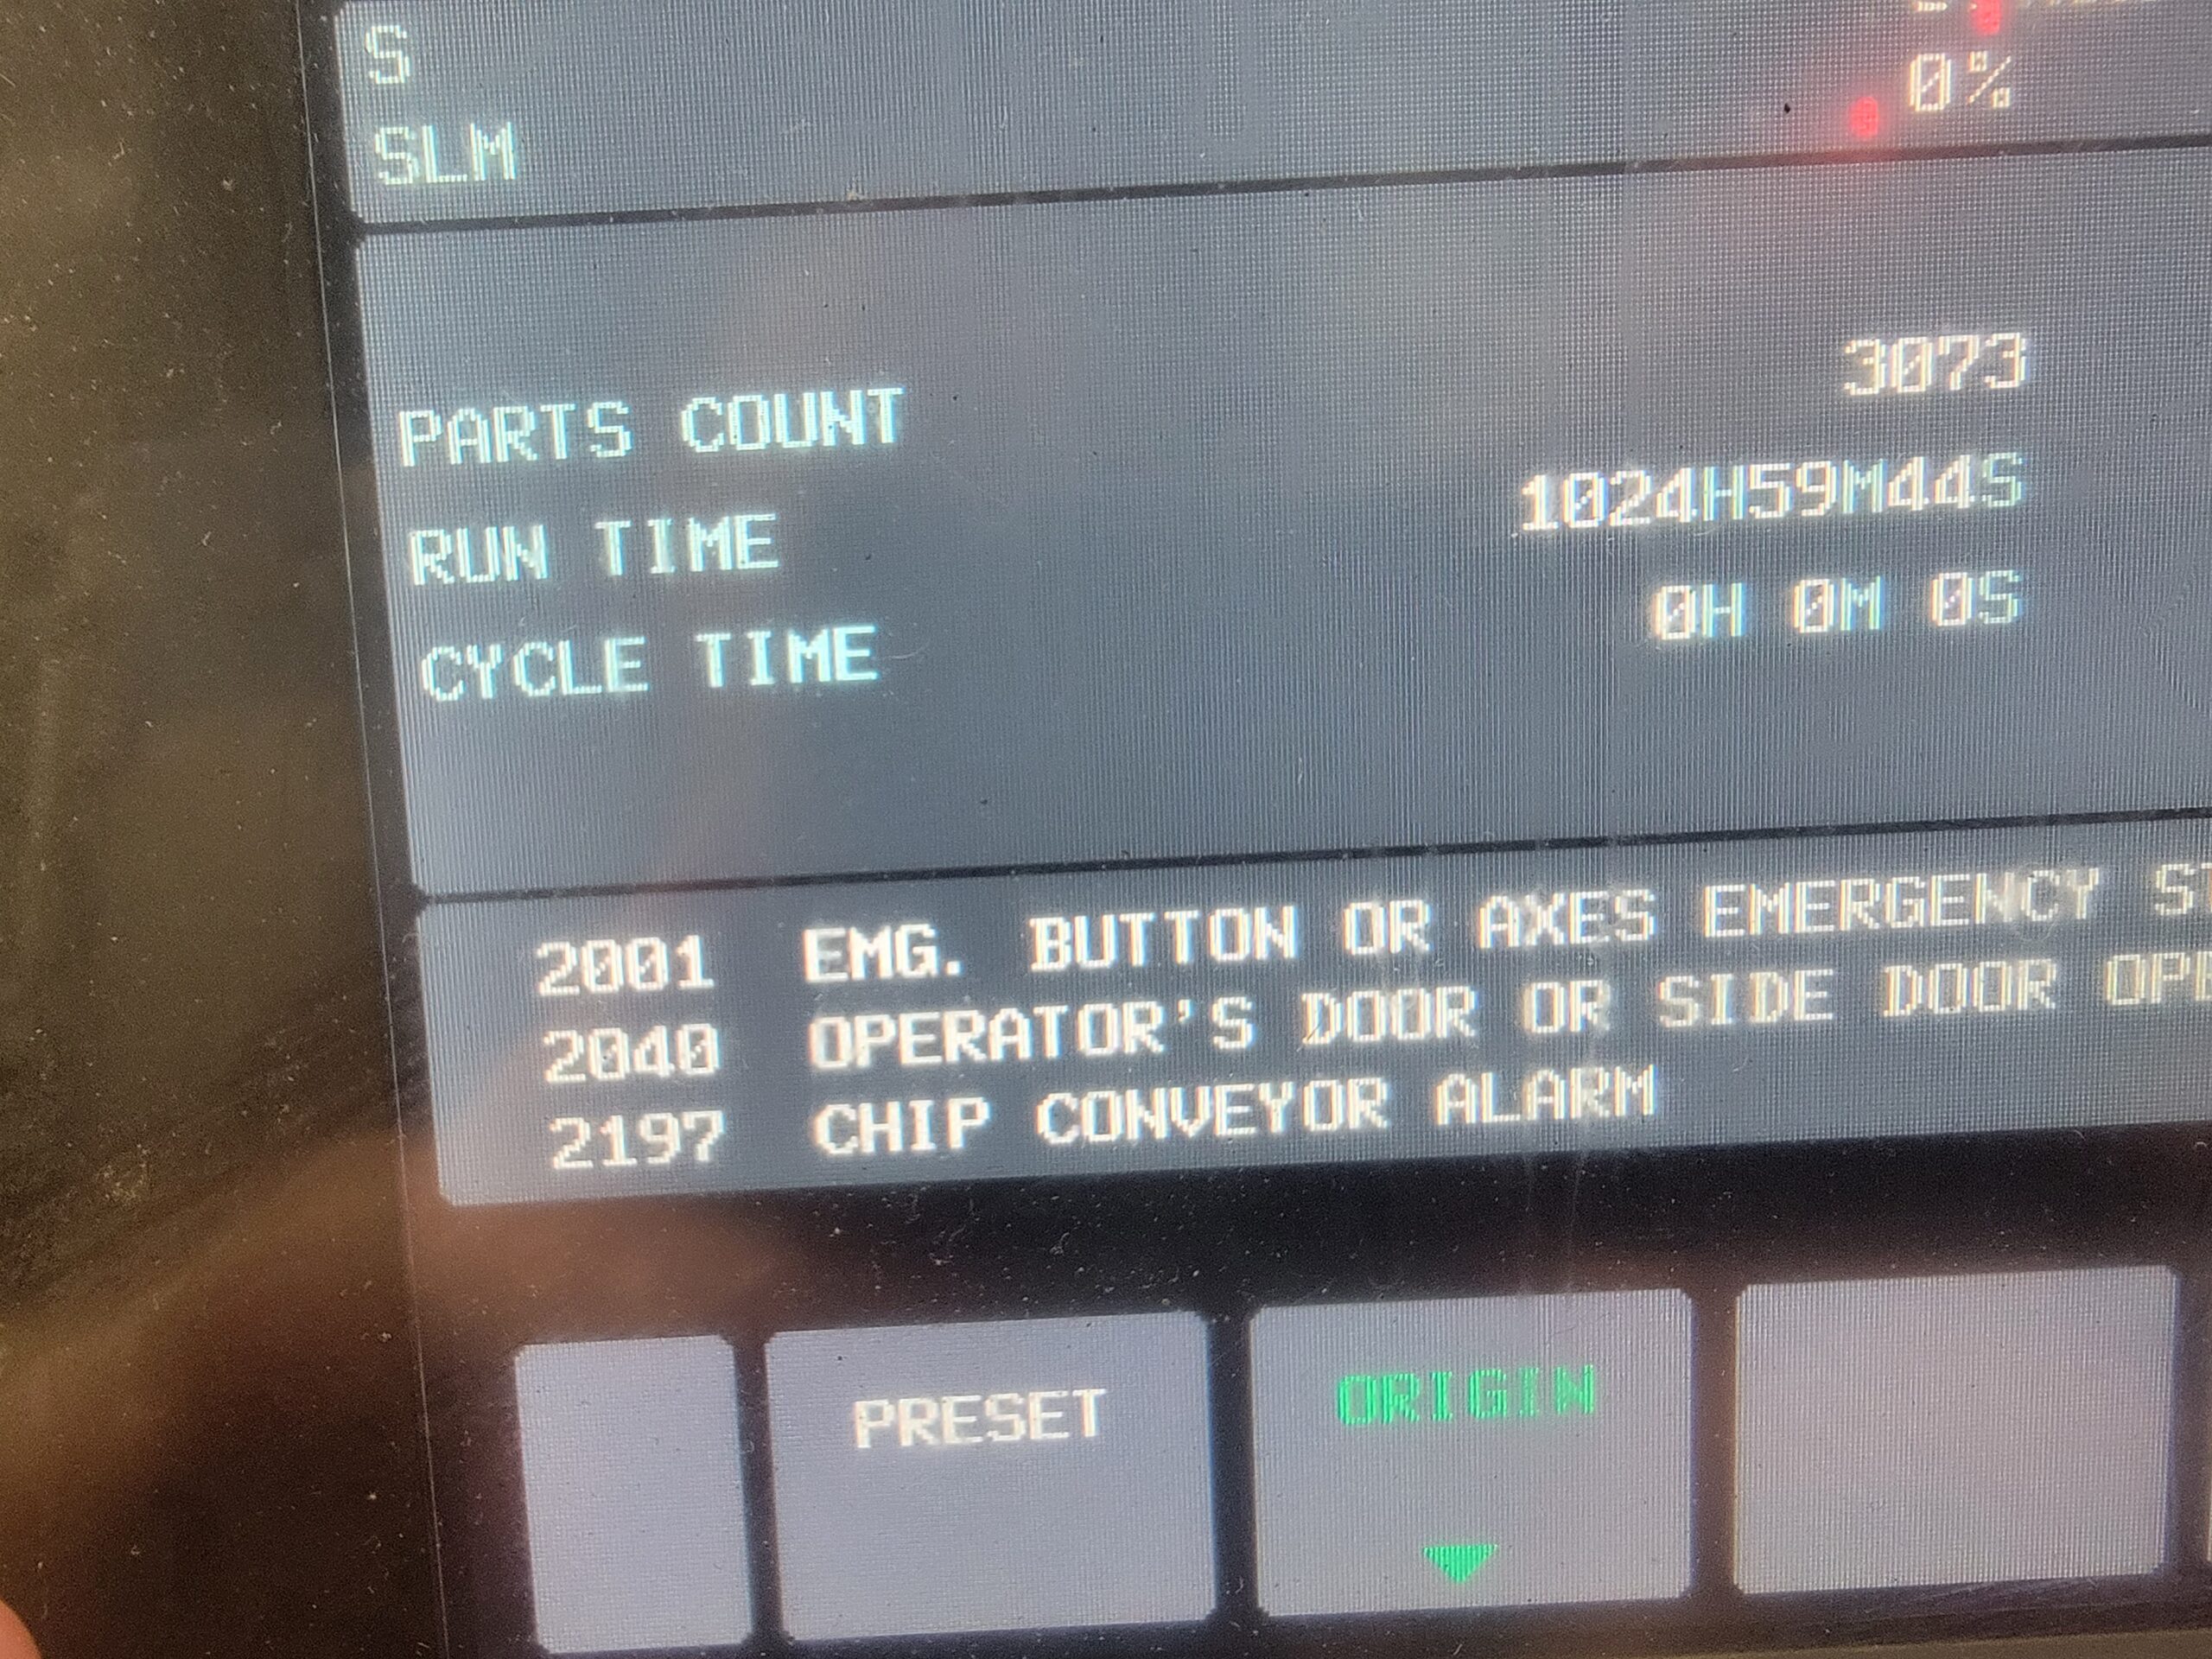 S
0%
SLM
PARTS COUNT 3073
RUN TIME 1024H59M44S
CYCLE TIME 0H 0M 0S
2001 EMG. BUTTON OR AXES EMERGENCY
2040 OPERATOR'S DOOR OR SIDE DOOR
2197 CHIP CONVEYOR ALARM
PRESET
ORIGIN